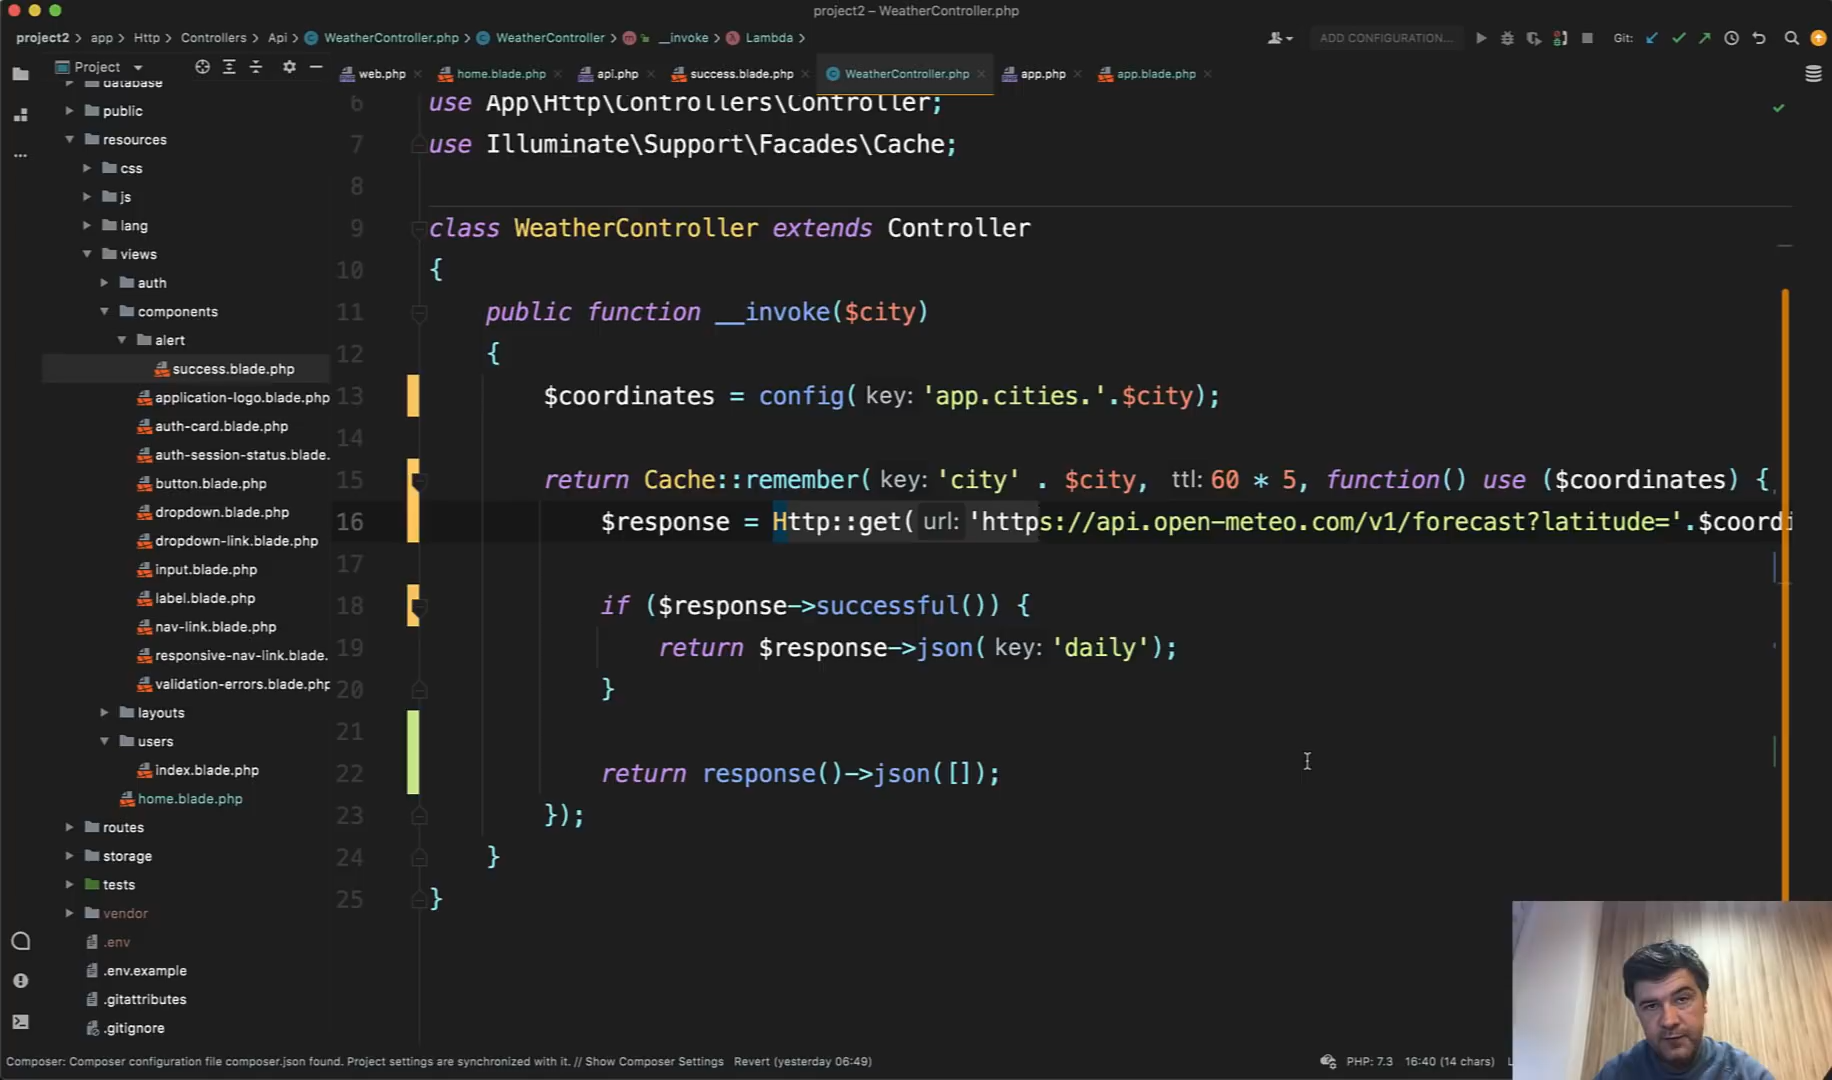 project2 – WeatherController.php
project2 > app > Http > Controllers > Api > WeatherController.php > WeatherController > m __invoke > λ Lambda >
ADD CONFIGURATION...
Git:
Project
web.php
home.blade.php
api.php
success.blade.php
WeatherController.php
app.php
app.blade.php
database
public
resources
css
js
lang
views
auth
components
alert
success.blade.php
application-logo.blade.php
auth-card.blade.php
auth-session-status.blade.
button.blade.php
dropdown.blade.php
dropdown-link.blade.php
input.blade.php
label.blade.php
nav-link.blade.php
responsive-nav-link.blade.
validation-errors.blade.php
layouts
users
index.blade.php
home.blade.php
routes
storage
tests
vendor
.env
.env.example
.gitattributes
.gitignore
6 use App\Http\Controllers\Controller;
7 use Illuminate\Support\Facades\Cache;
8
9 class WeatherController extends Controller
10 {
11 public function __invoke($city)
12 {
13 $coordinates = config( key: 'app.cities.'.$city);
14
15 return Cache::remember( key: 'city' . $city, ttl: 60 * 5, function() use ($coordinates) {
16 $response = Http::get( url: 'https://api.open-meteo.com/v1/forecast?latitude='.$coordi
17
18 if ($response->successful()) {
19 return $response->json( key: 'daily');
20 }
21
22 return response()->json([]);
23 });
24 }
25 }
Composer: Composer configuration file composer.json found. Project settings are synchronized with it. // Show Composer Settings Revert (yesterday 06:49)
PHP: 7.3
16:40 (14 chars)